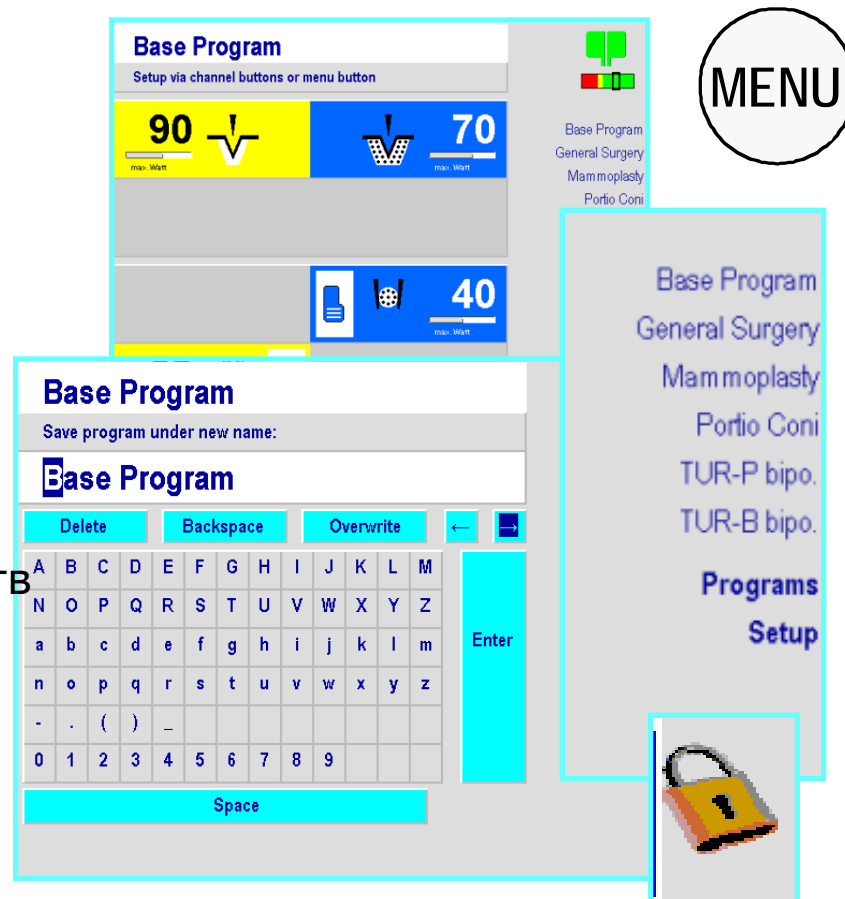 Base Program
Setup via channel buttons or menu button
MENU
90
max. Watt
70
max. Watt
Base Program
General Surgery
Mammoplasty
Portio Coni
40
max. Watt
Base Program
General Surgery
Mammoplasty
Portio Coni
TUR-P bipo.
TUR-B bipo.
Programs
Setup
Base Program
Save program under new name:
Base Program
Delete Backspace Overwrite ← →
тв
A B C D E F G H I J K L M
N O P Q R S T U V W X Y Z
a b c d e f g h i j k l m
n o p q r s t u v w x y z
- . ( ) _
0 1 2 3 4 5 6 7 8 9
Enter
Space